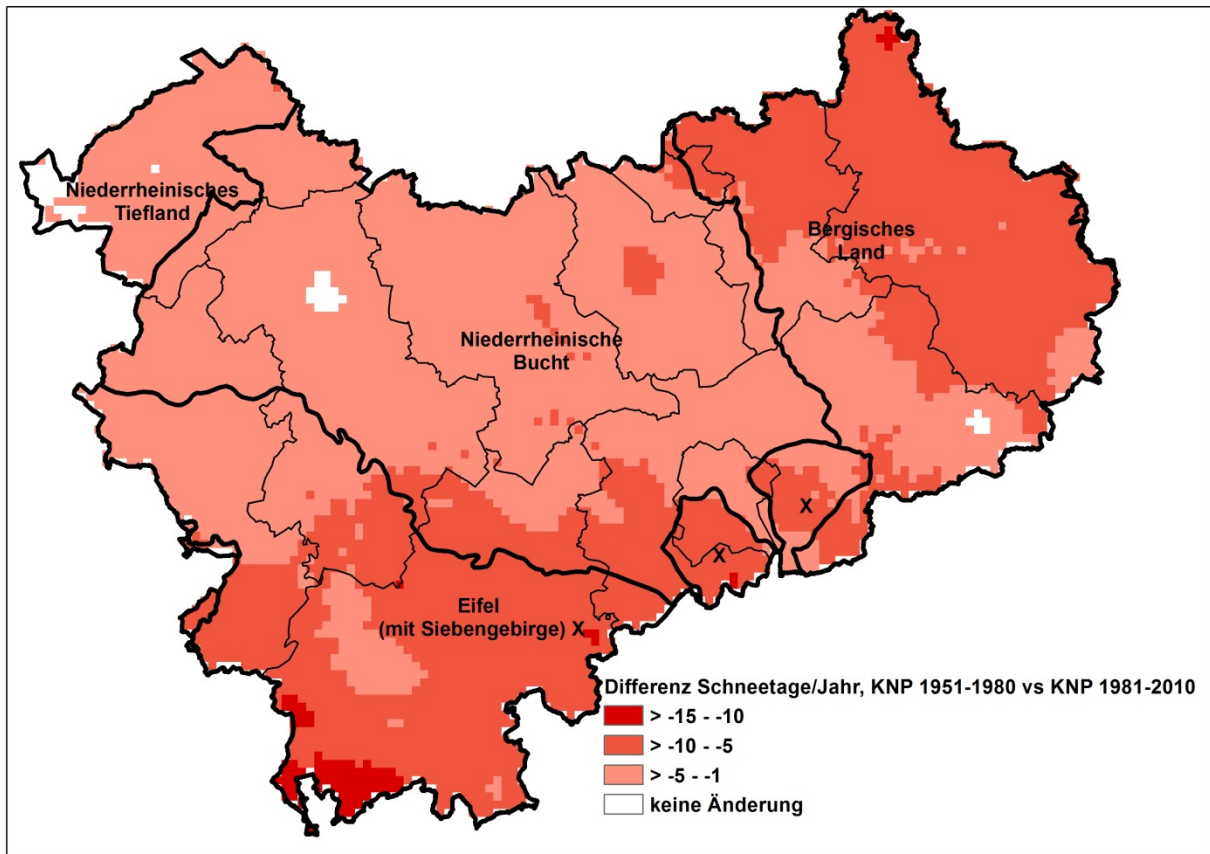 Niederrheinisches
Tiefland
Bergisches
Land
Niederrheinische
Bucht
X
X
Eifel
(mit Siebengebirge) X
Differenz Schneetage/Jahr, KNP 1951-1980 vs KNP 1981-2010
> -15 - -10
> -10 - -5
> -5 - -1
keine Änderung